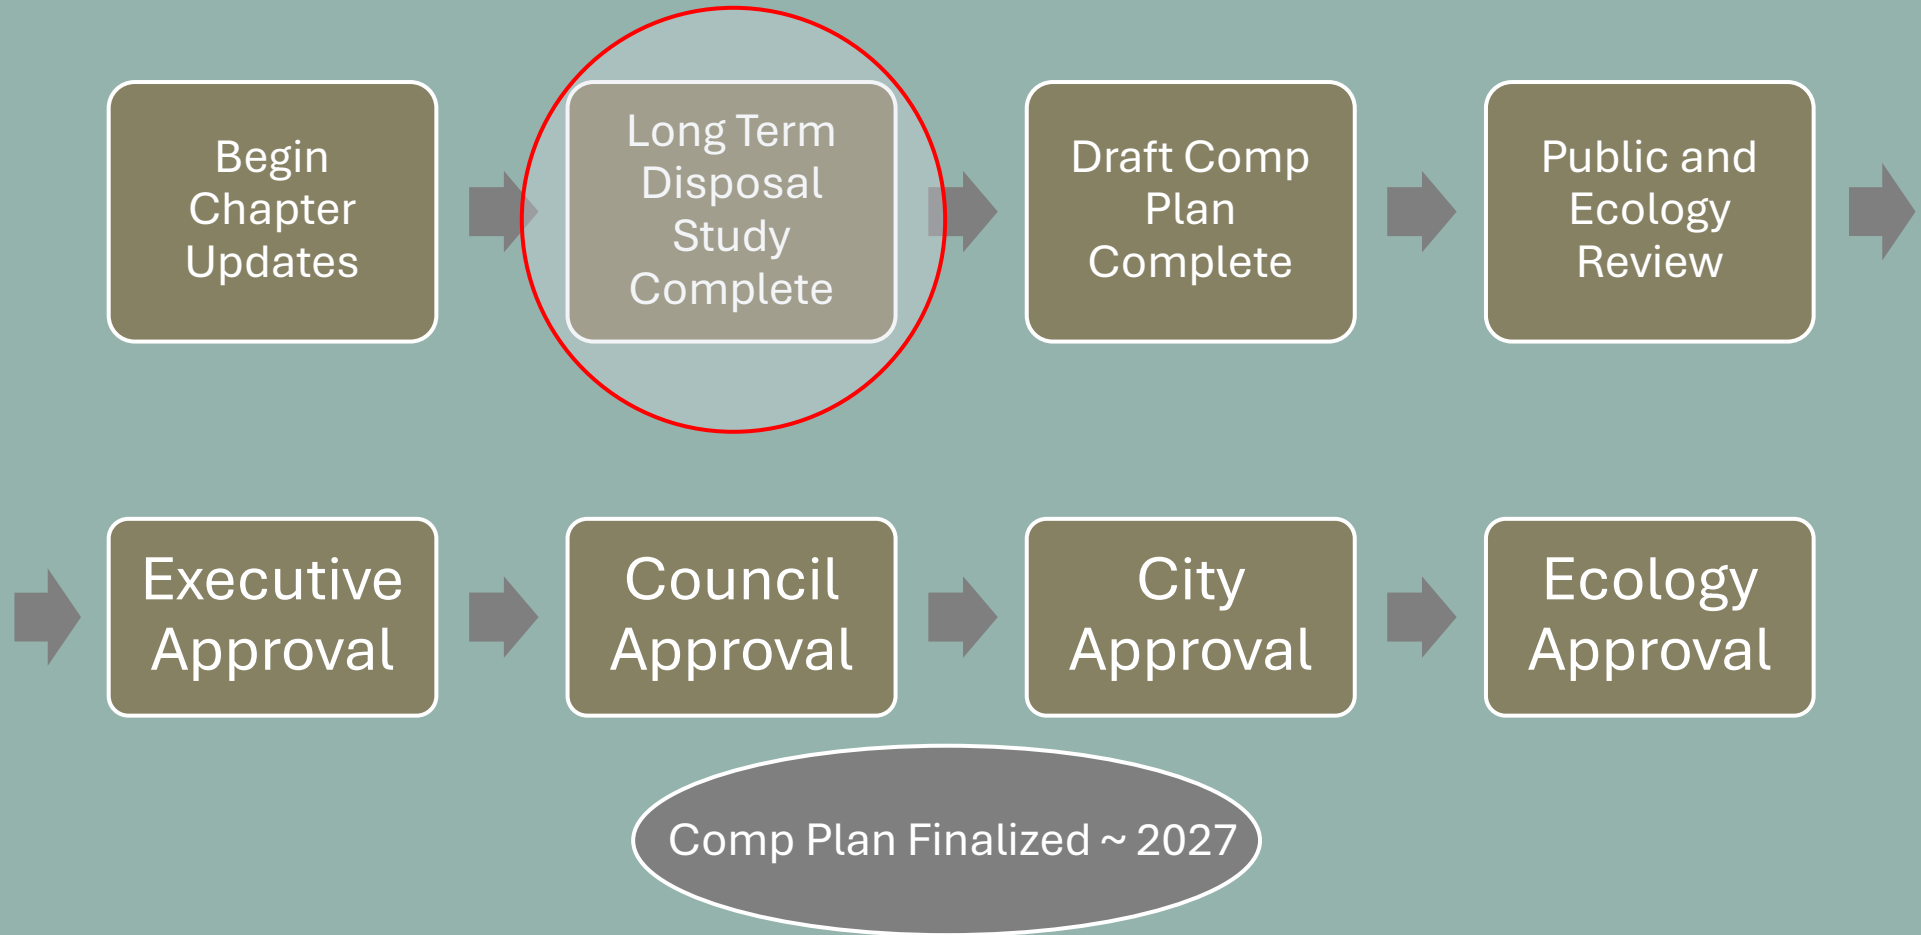 Begin
Chapter
Updates
Long Term
Disposal
Study
Complete
Draft Comp
Plan
Complete
Public and
Ecology
Review
Executive
Approval
Council
Approval
City
Approval
Ecology
Approval
Comp Plan Finalized ~ 2027